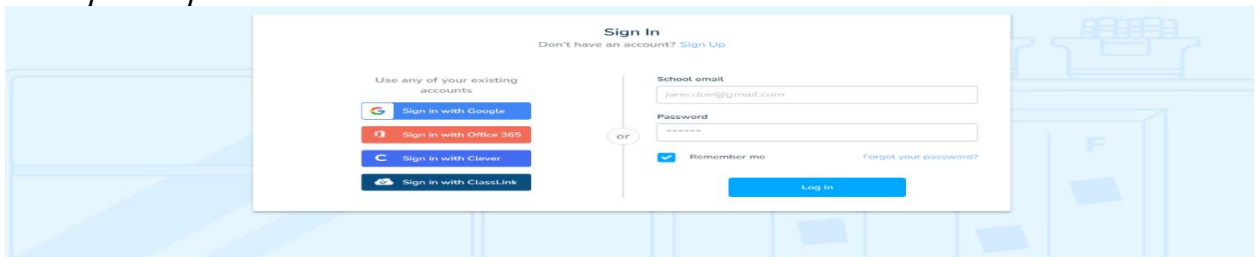 Sign In
Don't have an account? Sign Up
Use any of your existing
accounts
Sign in with Google
Sign in with Office 365
Sign in with Clever
Sign in with ClassLink
or
School email
jane.doe@gmail.com
Password
******
Remember me
Forgot your password?
Log In
F